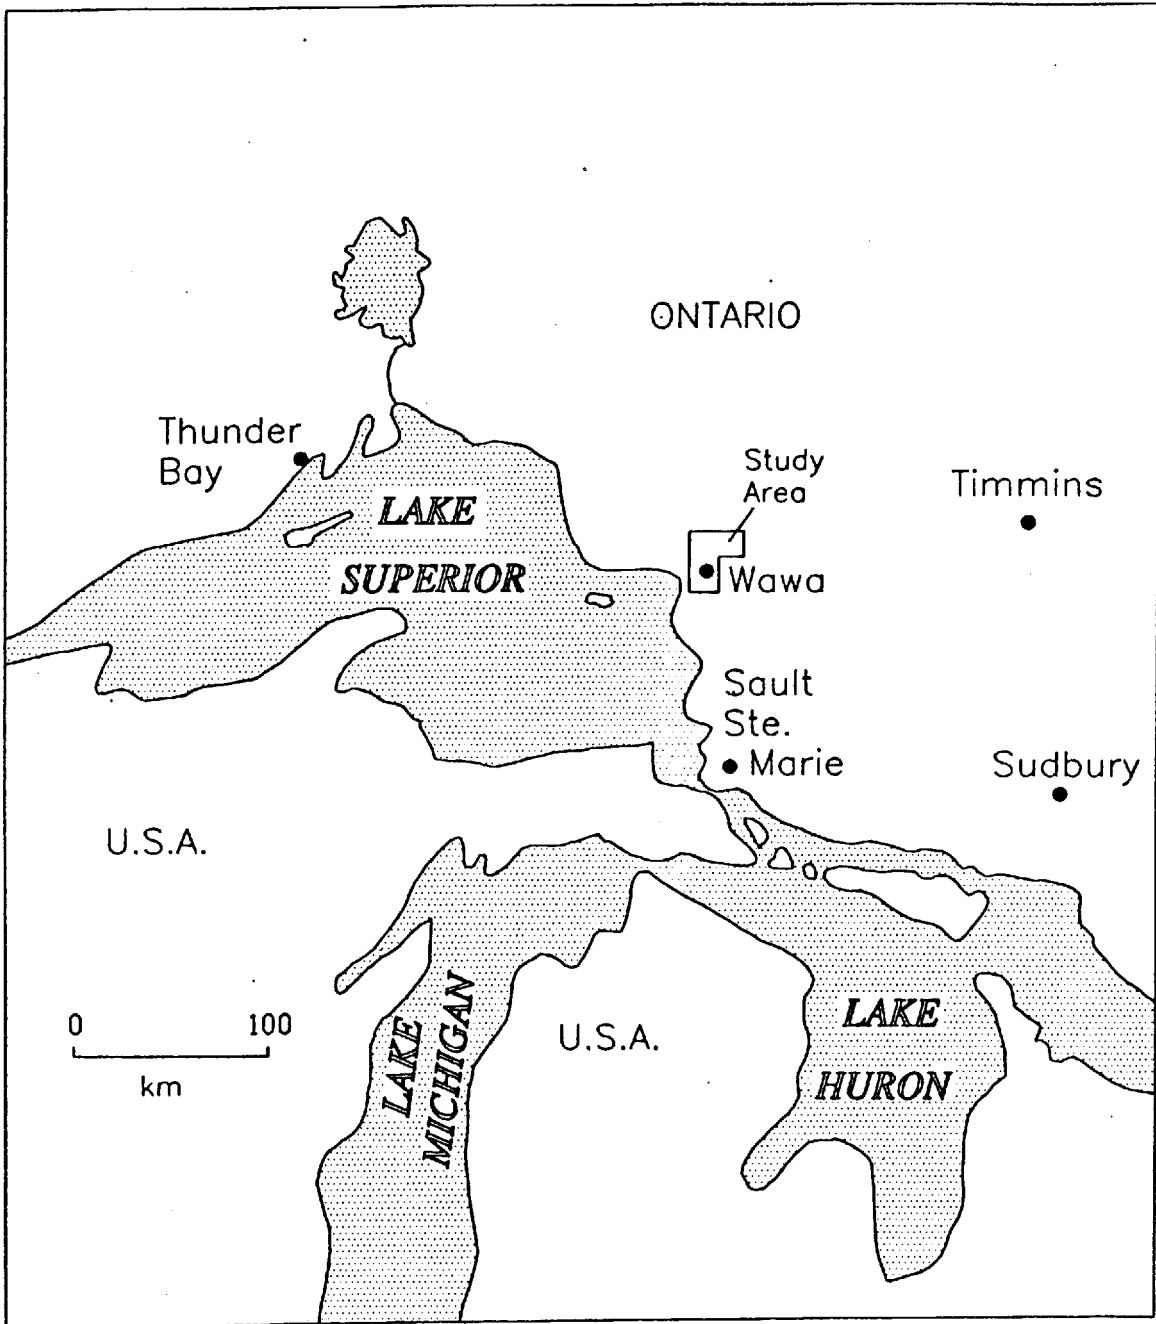 ONTARIO
Thunder
Bay
Study
Area
Timmins
LAKE
SUPERIOR
Wawa
Sault
Ste.
Marie
Sudbury
U.S.A.
0 100
km
LAKE
MICHIGAN
U.S.A.
LAKE
HURON